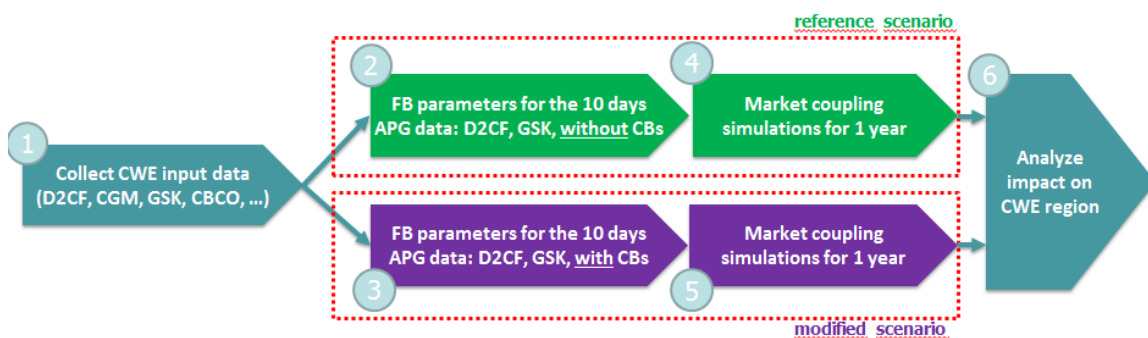 reference scenario
1
Collect CWE input data
(D2CF, CGM, GSK, CBCO, ...)
2
FB parameters for the 10 days
APG data: D2CF, GSK, without CBs
4
Market coupling
simulations for 1 year
3
FB parameters for the 10 days
APG data: D2CF, GSK, with CBs
5
Market coupling
simulations for 1 year
modified scenario
6
Analyze
impact on
CWE region